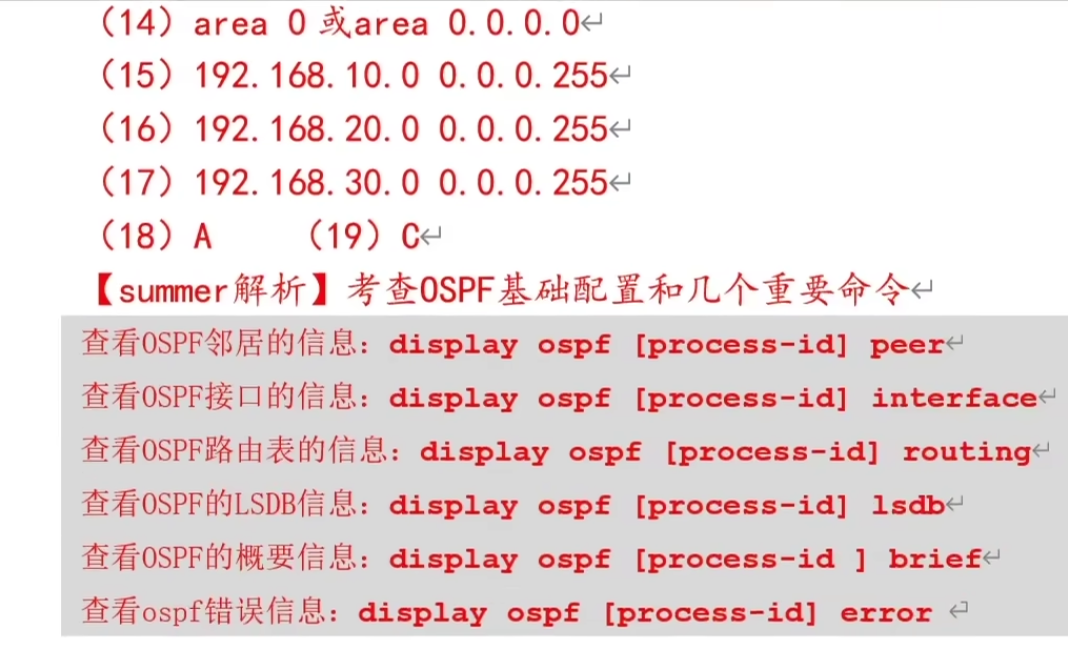 （14）area 0 或area 0.0.0.0↵
（15）192.168.10.0 0.0.0.255↵
（16）192.168.20.0 0.0.0.255↵
（17）192.168.30.0 0.0.0.255↵
（18）A （19）C↵
【summer解析】考查OSPF基础配置和几个重要命令↵
查看OSPF邻居的信息：display ospf [process-id] peer↵
查看OSPF接口的信息：display ospf [process-id] interface↵
查看OSPF路由表的信息：display ospf [process-id] routing↵
查看OSPF的LSDB信息：display ospf [process-id] lsdb↵
查看OSPF的概要信息：display ospf [process-id ] brief↵
查看ospf错误信息：display ospf [process-id] error ↵